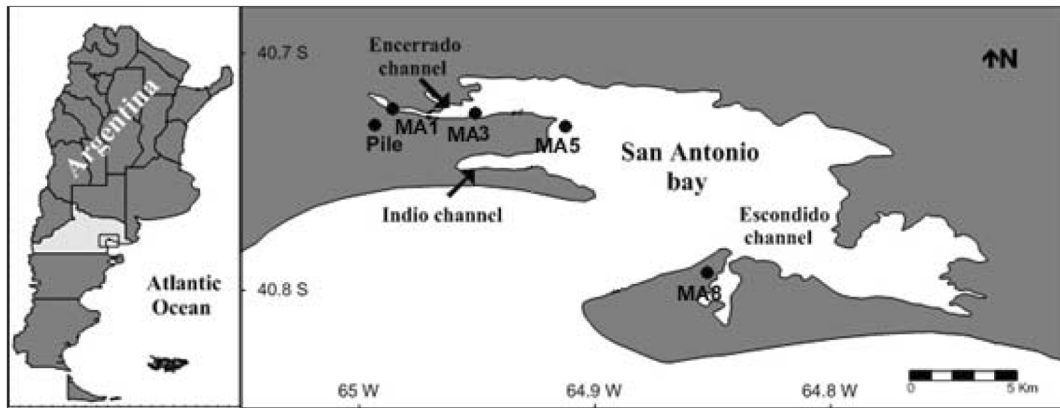 Argentina
Atlantic
Ocean
40.7 S
40.8 S
Encerrado
channel
N
MA1
MA3
Pile
MA5
San Antonio
bay
Indio channel
Escondido
channel
MA8
0 5 Km
65 W
64.9 W
64.8 W